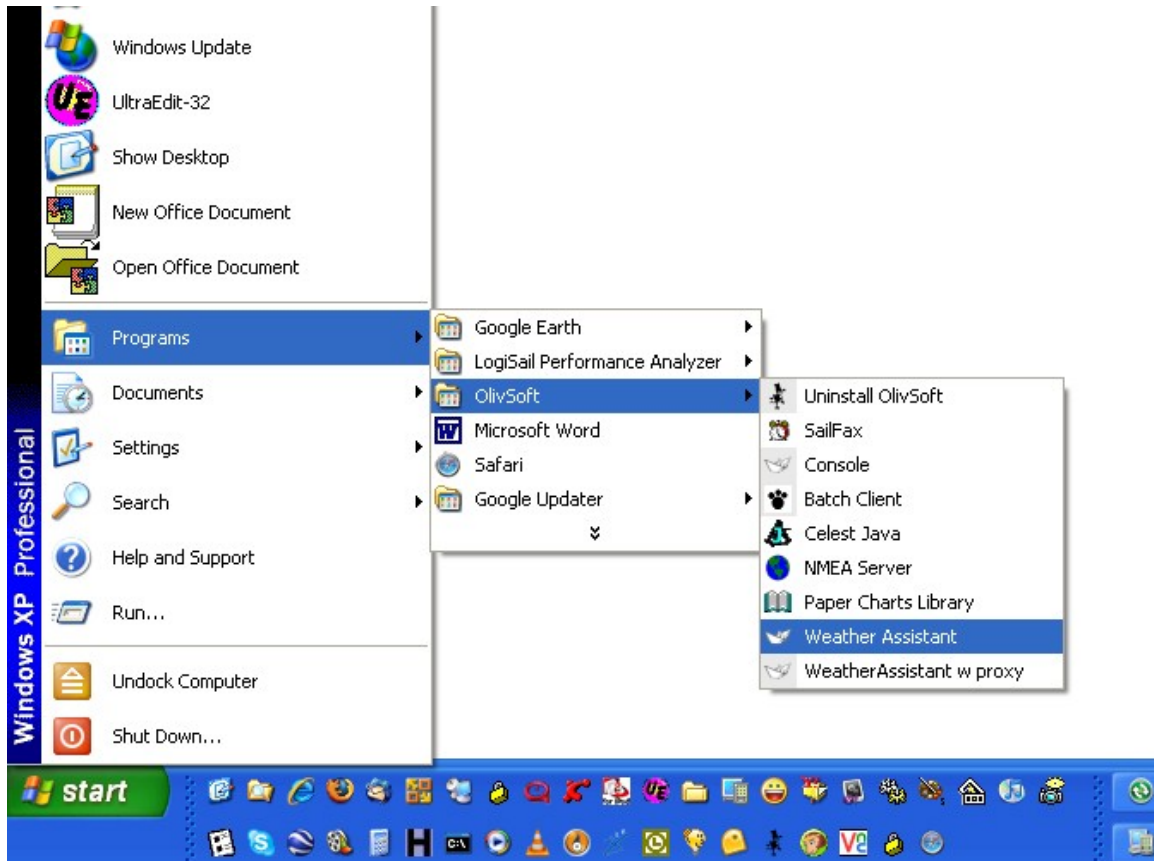 Windows Update
UltraEdit-32
Show Desktop
New Office Document
Open Office Document
Programs
Documents
Settings
Search
Help and Support
Run...
Undock Computer
Shut Down...
Windows XP Professional
Google Earth
LogiSail Performance Analyzer
OlivSoft
Microsoft Word
Safari
Google Updater
Uninstall OlivSoft
SailFax
Console
Batch Client
Celest Java
NMEA Server
Paper Charts Library
Weather Assistant
WeatherAssistant w proxy
start